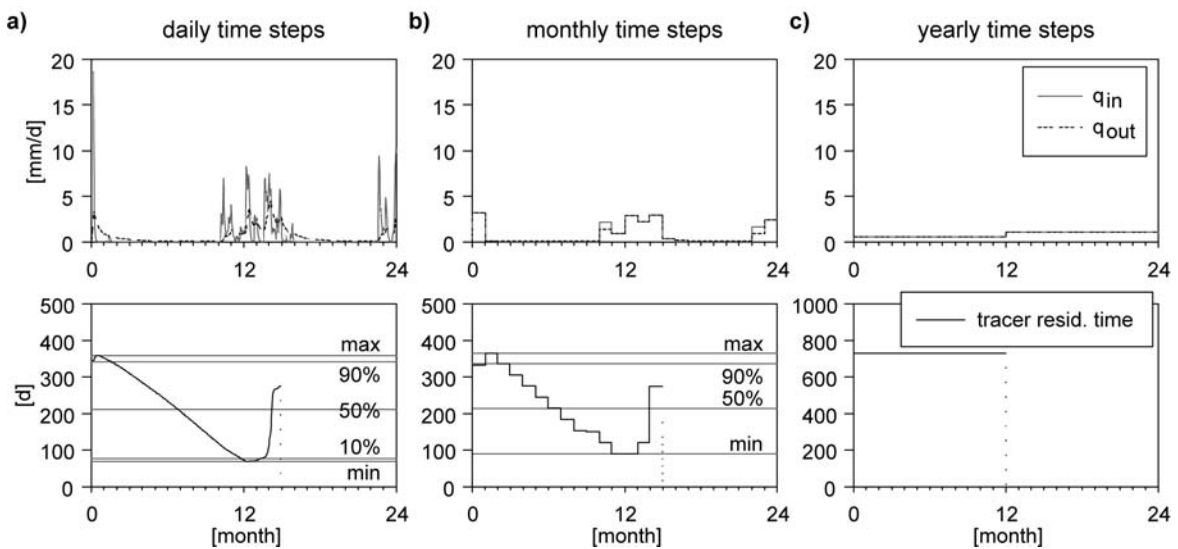 a) daily time steps
b) monthly time steps
c) yearly time steps
[mm/d]
20
15
10
5
0
0 12 24
20
15
10
5
0
0 12 24
20
15
10
5
0
0 12 24
q_in
q_out
[d]
500
400
300
200
100
0
max
90%
50%
10%
min
0 12 24
[month]
500
400
300
200
100
0
max
90%
50%
min
0 12 24
[month]
1000
800
600
400
200
0
tracer resid. time
0 12 24
[month]